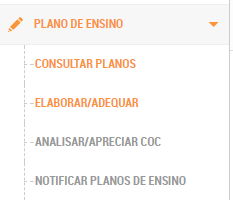 PLANO DE ENSINO
CONSULTAR PLANOS
ELABORAR/ADEQUAR
ANALISAR/APRECIAR COC
NOTIFICAR PLANOS DE ENSINO